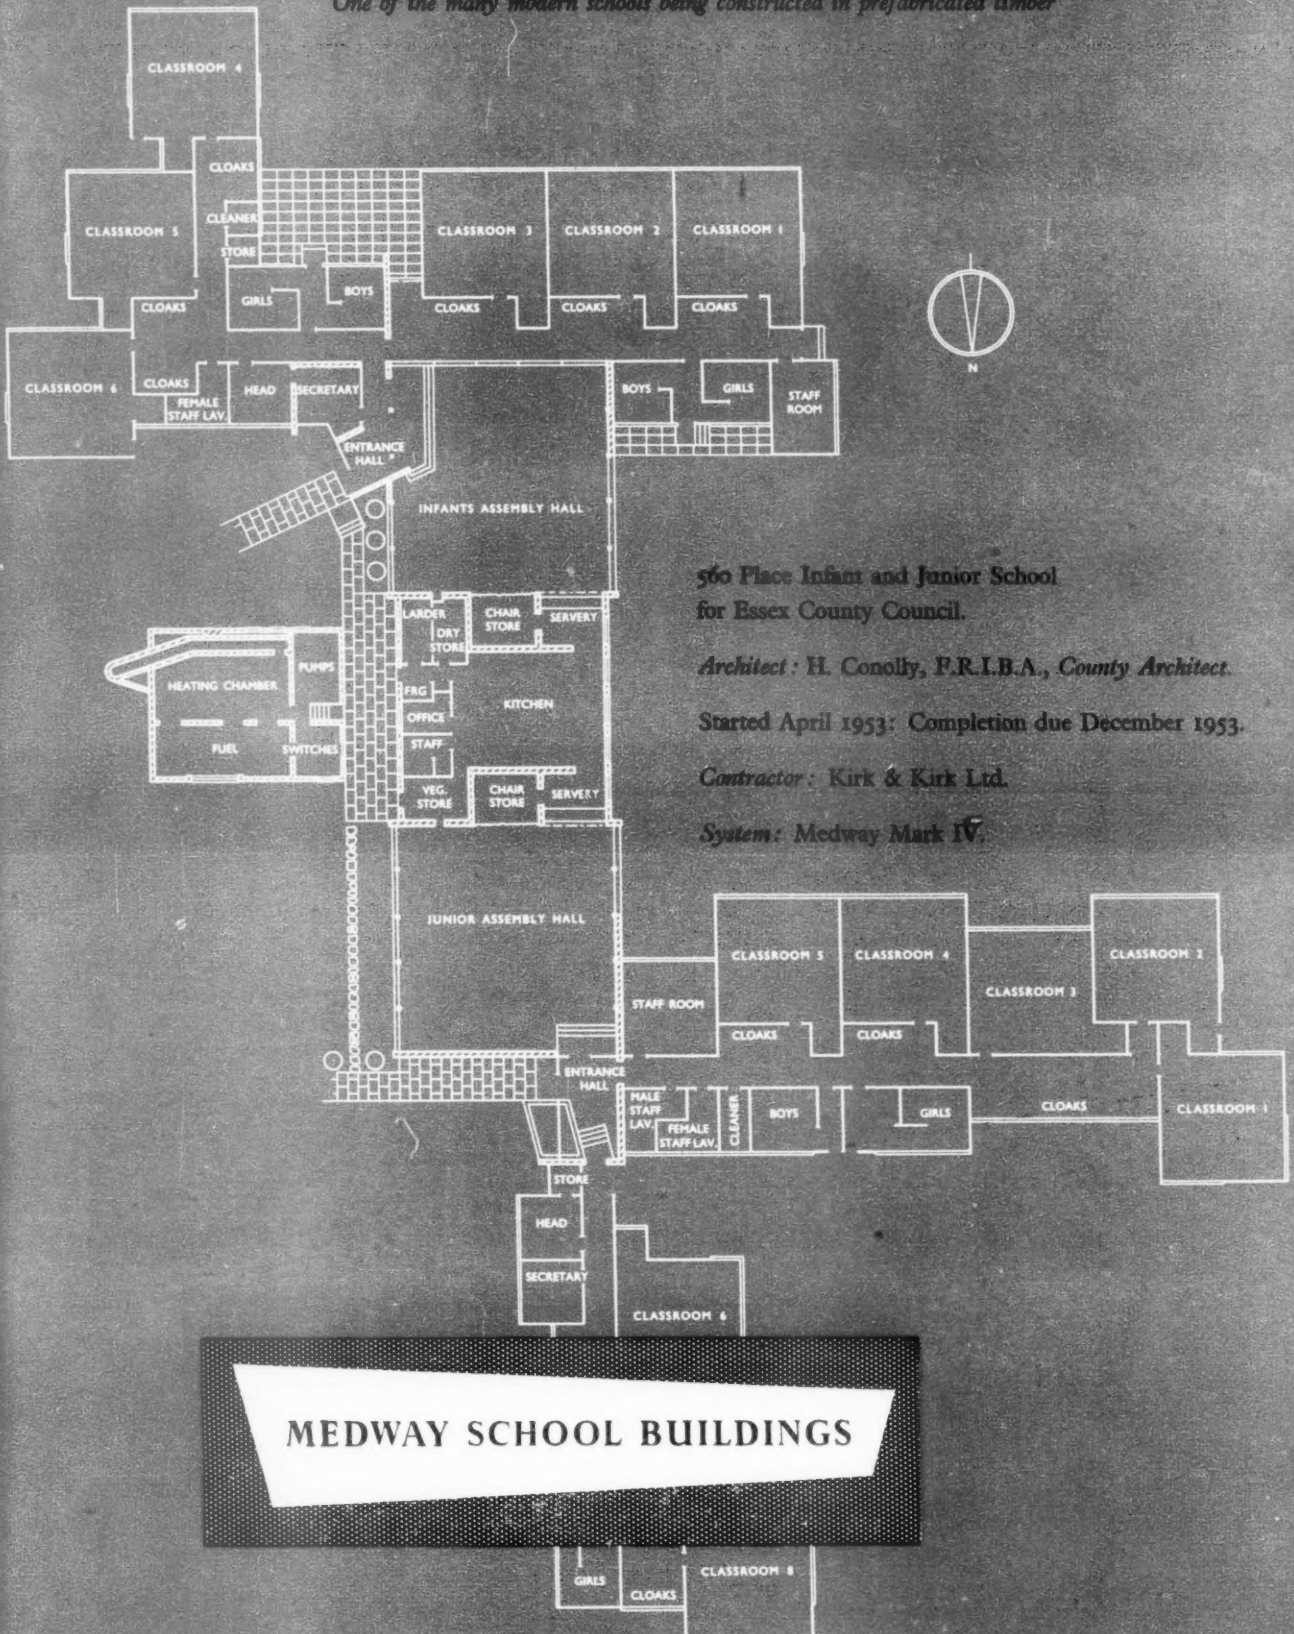 One of the many modern schools being constructed in prefabricated timber
CLASSROOM 4
CLOAKS
CLEANER
STORE
CLASSROOM 5
CLASSROOM 3
CLASSROOM 2
CLASSROOM 1
GIRLS
BOYS
CLOAKS
CLOAKS
CLOAKS
CLOAKS
CLASSROOM 6
CLOAKS
FEMALE
STAFF LAV.
HEAD
SECRETARY
BOYS
GIRLS
STAFF
ROOM
N
ENTRANCE
HALL
INFANTS ASSEMBLY HALL
560 Place Infant and Junior School
for Essex County Council.
Architect: H. Conolly, F.R.I.B.A., County Architect.
Started April 1953: Completion due December 1953.
Contractor: Kirk & Kirk Ltd.
System: Medway Mark IV.
LARDER
DRY
STORE
CHAIR
STORE
SERVERY
PUMPS
HEATING CHAMBER
FRG
OFFICE
KITCHEN
FUEL
SWITCHES
STAFF
VEG.
STORE
CHAIR
STORE
SERVERY
JUNIOR ASSEMBLY HALL
STAFF ROOM
CLASSROOM 5
CLASSROOM 4
CLASSROOM 3
CLASSROOM 2
CLOAKS
CLOAKS
ENTRANCE
HALL
MALE
STAFF
LAV.
FEMALE
STAFF LAV.
CLEANER
BOYS
GIRLS
CLOAKS
CLASSROOM 1
STORE
HEAD
SECRETARY
CLASSROOM 6
MEDWAY SCHOOL BUILDINGS
GIRLS
CLOAKS
CLASSROOM 8